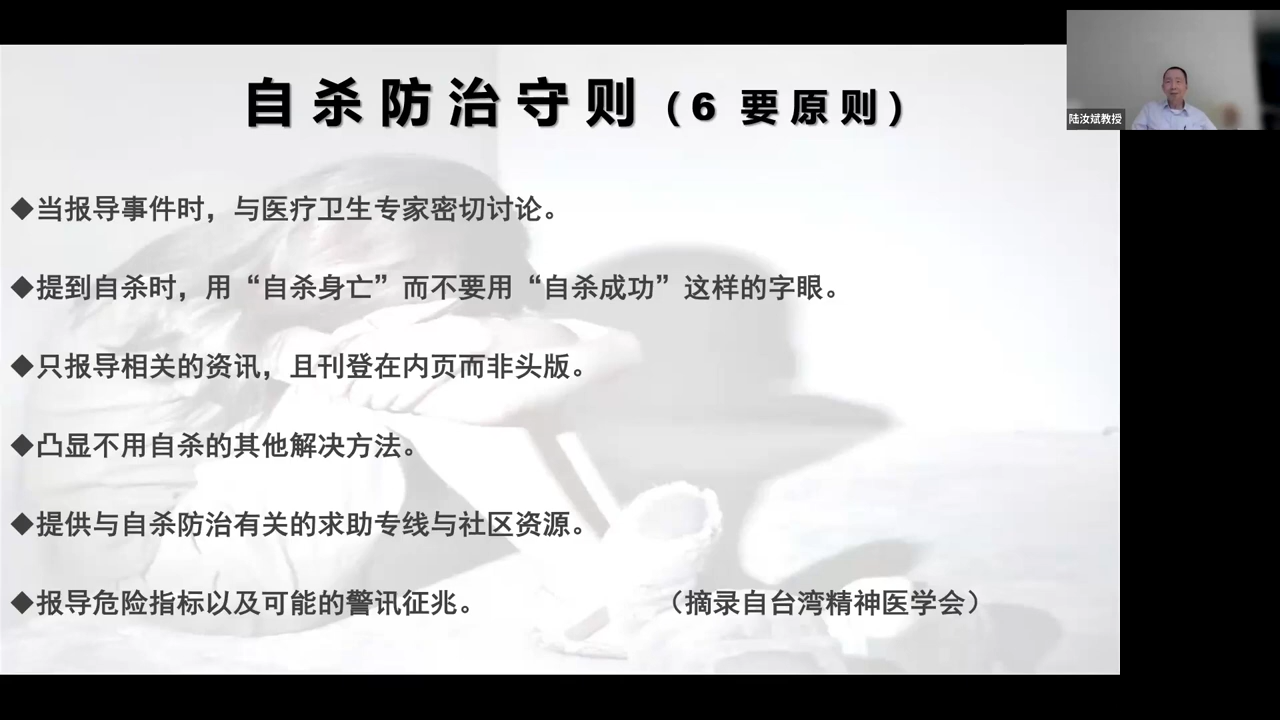 自杀防治守则（6 要原则）
陆汝斌教授
◆当报导事件时，与医疗卫生专家密切讨论。
◆提到自杀时，用“自杀身亡”而不要用“自杀成功”这样的字眼。
◆只报导相关的资讯，且刊登在内页而非头版。
◆凸显不用自杀的其他解决方法。
◆提供与自杀防治有关的求助专线与社区资源。
◆报导危险指标以及可能的警讯征兆。 （摘录自台湾精神医学会）